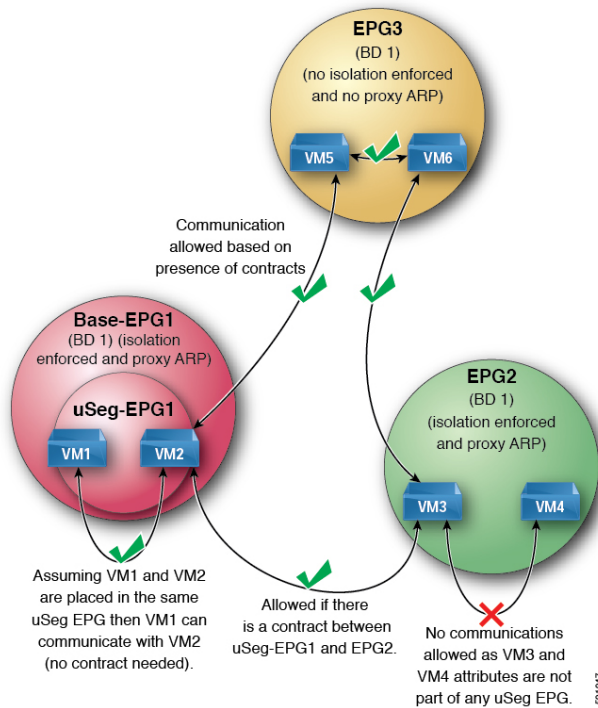 EPG3
(BD 1)
(no isolation enforced
and no proxy ARP)
VM5
VM6
Communication
allowed based on
presence of contracts
Base-EPG1
(BD 1) (isolation
enforced and proxy ARP)
uSeg-EPG1
VM1
VM2
EPG2
(BD 1)
(isolation enforced
and proxy ARP)
VM3
VM4
Assuming VM1 and VM2
are placed in the same
uSeg EPG then VM1 can
communicate with VM2
(no contract needed).
Allowed if there
is a contract between
uSeg-EPG1 and EPG2.
No communications
allowed as VM3 and
VM4 attributes are not
part of any uSeg EPG.